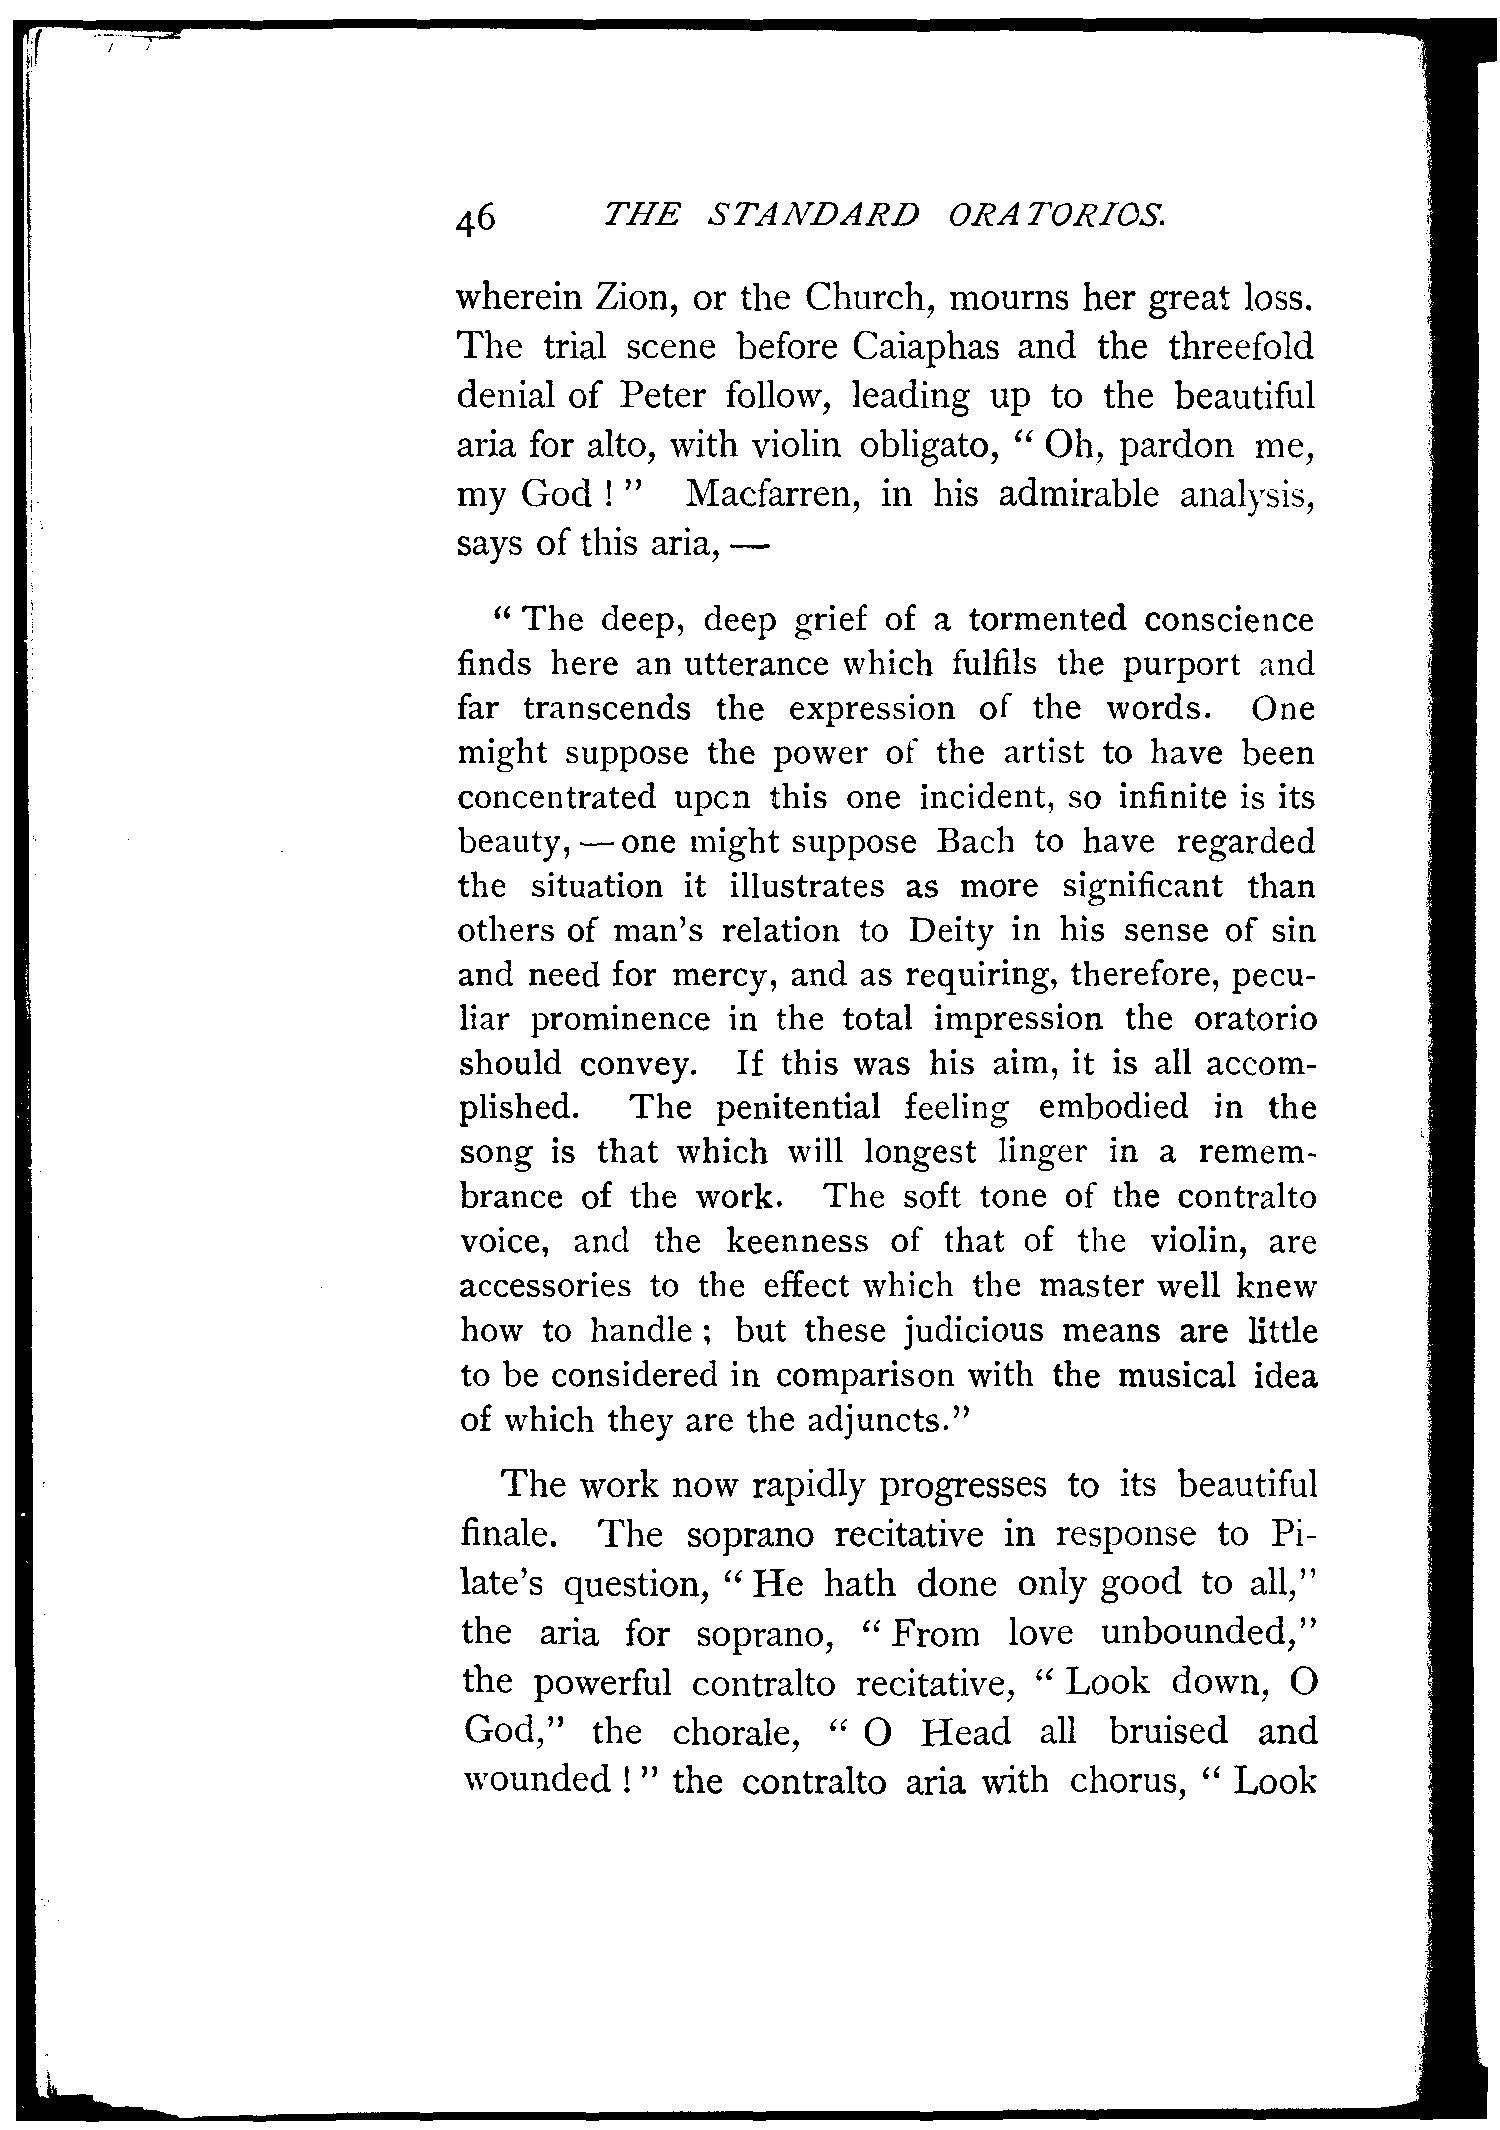 46 THE STANDARD ORATORIOS.
wherein Zion, or the Church, mourns her great loss.
The trial scene before Caiaphas and the threefold
denial of Peter follow, leading up to the beautiful
aria for alto, with violin obligato, “ Oh, pardon me,
my God ! ” Macfarren, in his admirable analysis,
says of this aria, —
“ The deep, deep grief of a tormented conscience
finds here an utterance which fulfils the purport and
far transcends the expression of the words. One
might suppose the power of the artist to have been
concentrated upon this one incident, so infinite is its
beauty, — one might suppose Bach to have regarded
the situation it illustrates as more significant than
others of man’s relation to Deity in his sense of sin
and need for mercy, and as requiring, therefore, pecu-
liar prominence in the total impression the oratorio
should convey. If this was his aim, it is all accom-
plished. The penitential feeling embodied in the
song is that which will longest linger in a remem-
brance of the work. The soft tone of the contralto
voice, and the keenness of that of the violin, are
accessories to the effect which the master well knew
how to handle ; but these judicious means are little
to be considered in comparison with the musical idea
of which they are the adjuncts.”
The work now rapidly progresses to its beautiful
finale. The soprano recitative in response to Pi-
late’s question, “ He hath done only good to all,”
the aria for soprano, “ From love unbounded,”
the powerful contralto recitative, “ Look down, O
God,” the chorale, “ O Head all bruised and
wounded ! ” the contralto aria with chorus, “ Look